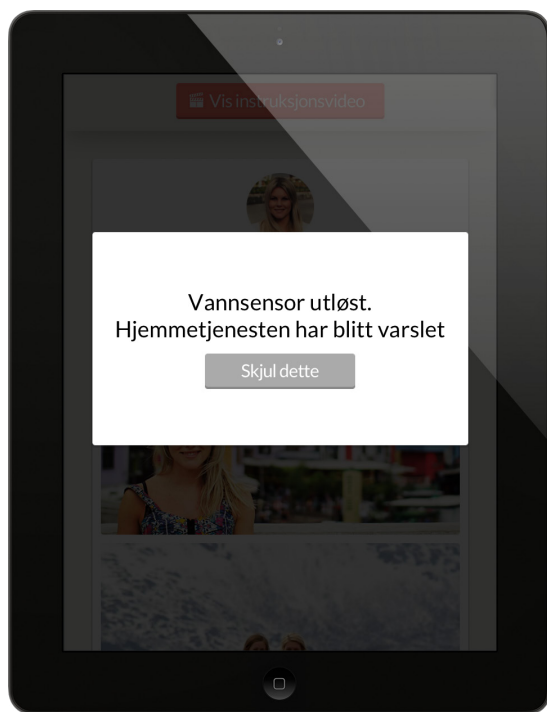 Vis instruksjonsvideo
Vannsensor utløst.
Hjemmetjenesten har blitt varslet
Skjul dette